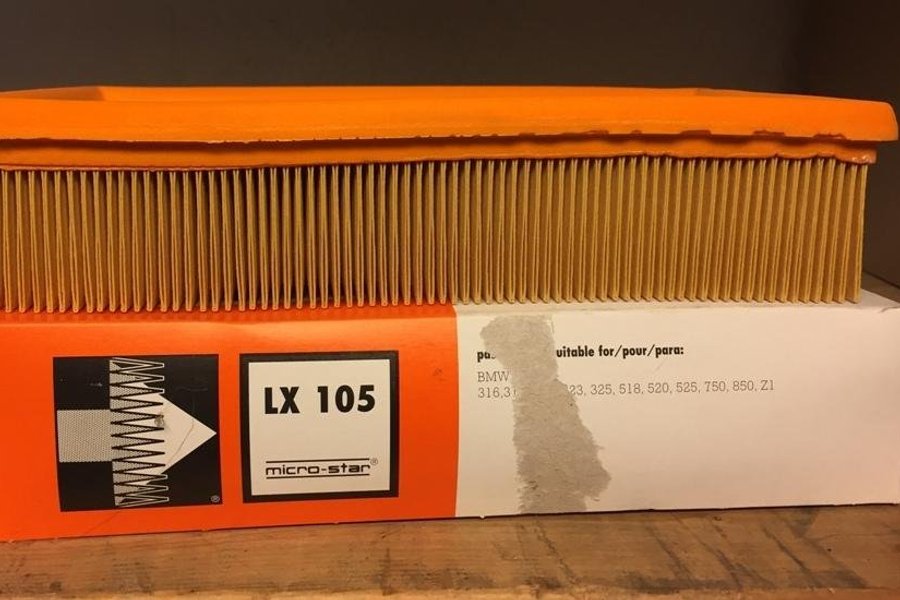 LX 105
micro-star®
®
uitable for/pour/para:
BMW
316,3 23, 325, 518, 520, 525, 750, 850, Z1